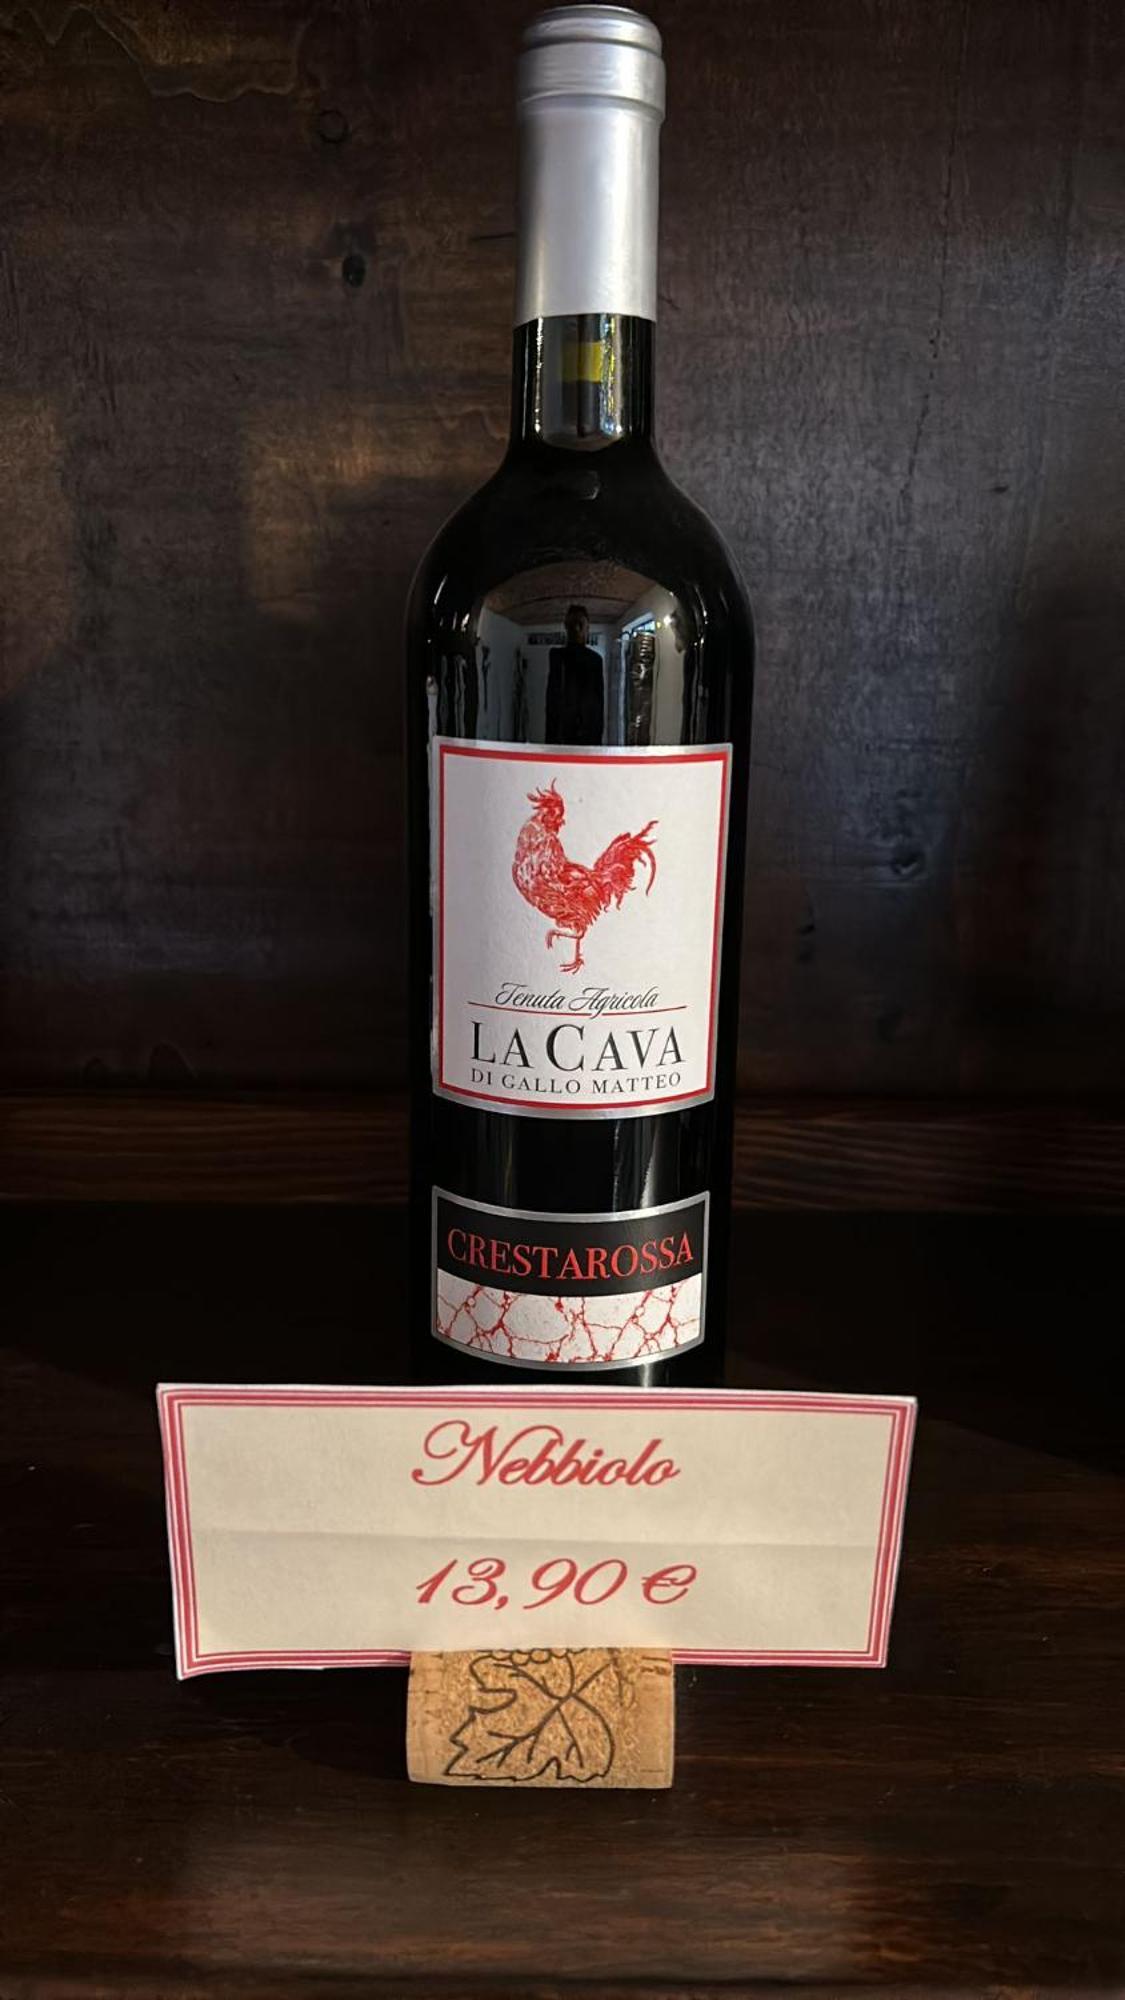 Tenuta Agricola
LA CAVA
DI GALLO MATTEO
CRESTAROSSA
Nebbiolo
13,90 €